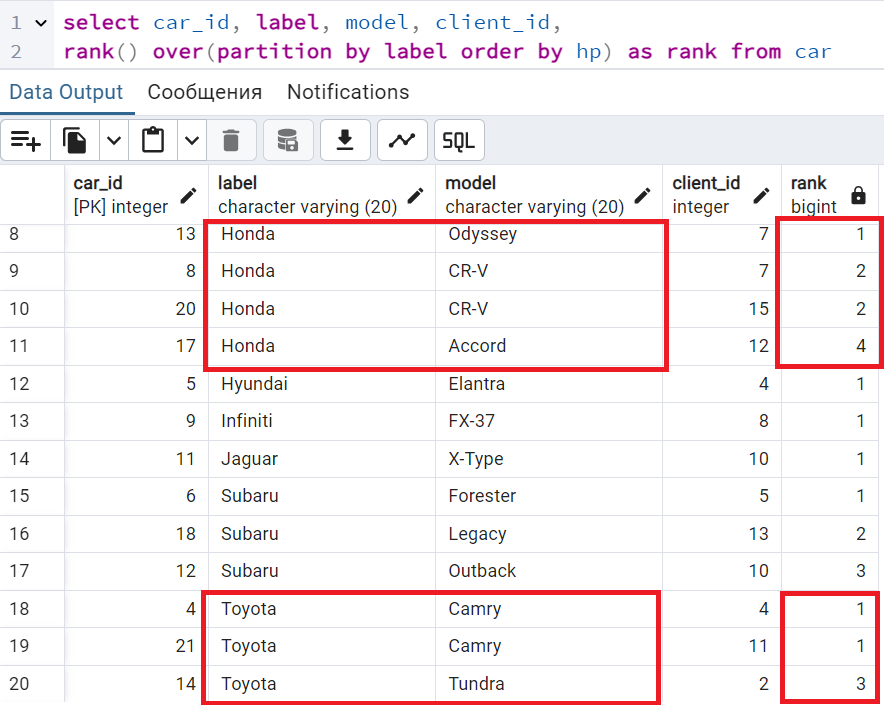 1 select car_id, label, model, client_id,
2 rank() over(partition by label order by hp) as rank from car
Data Output Сообщения Notifications
SQL
car_id label model client_id rank
[PK] integer character varying (20) character varying (20) integer bigint
8 13 Honda Odyssey 7 1
9 8 Honda CR-V 7 2
10 20 Honda CR-V 15 2
11 17 Honda Accord 12 4
12 5 Hyundai Elantra 4 1
13 9 Infiniti FX-37 8 1
14 11 Jaguar X-Type 10 1
15 6 Subaru Forester 5 1
16 18 Subaru Legacy 13 2
17 12 Subaru Outback 10 3
18 4 Toyota Camry 4 1
19 21 Toyota Camry 11 1
20 14 Toyota Tundra 2 3